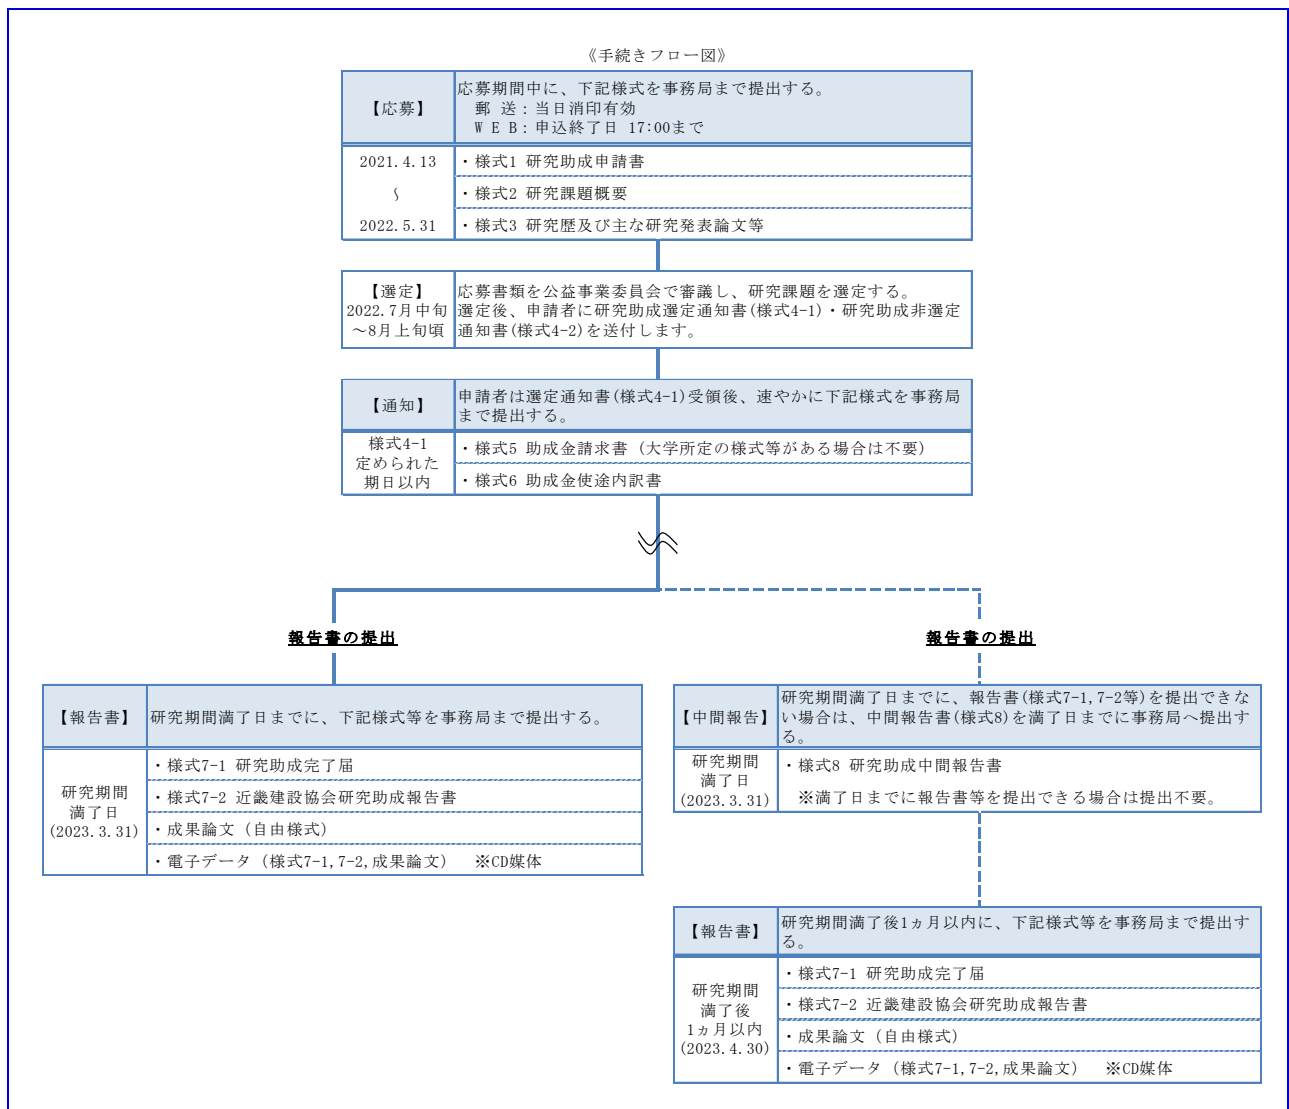 《手続きフロー図》
【応募】
応募期間中に、下記様式を事務局まで提出する。
郵 送：当日消印有効
ＷＥＢ：申込終了日 17:00まで
2021.4.13
～
2022.5.31
・様式1 研究助成申請書
・様式2 研究課題概要
・様式3 研究歴及び主な研究発表論文等
【選定】
2022.7月中旬
～8月上旬頃
応募書類を公益事業委員会で審議し、研究課題を選定する。
選定後、申請者に研究助成選定通知書(様式4-1)・研究助成非選定
通知書(様式4-2)を送付します。
【通知】
申請者は選定通知書(様式4-1)受領後、速やかに下記様式を事務局
まで提出する。
様式4-1
定められた
期日以内
・様式5 助成金請求書（大学所定の様式等がある場合は不要）
・様式6 助成金使途内訳書
報告書の提出
【報告書】
研究期間満了日までに、下記様式等を事務局まで提出する。
研究期間
満了日
(2023.3.31)
・様式7-1 研究助成完了届
・様式7-2 近畿建設協会研究助成報告書
・成果論文（自由様式）
・電子データ（様式7-1,7-2,成果論文） ※CD媒体
報告書の提出
【中間報告】
研究期間満了日までに、報告書(様式7-1,7-2等)を提出できな
い場合は、中間報告書(様式8)を満了日までに事務局へ提出す
る。
研究期間
満了日
(2023.3.31)
・様式8 研究助成中間報告書
※満了日までに報告書等を提出できる場合は提出不要。
【報告書】
研究期間満了後1ヵ月以内に、下記様式等を事務局まで提出す
る。
研究期間
満了後
1ヵ月以内
(2023.4.30)
・様式7-1 研究助成完了届
・様式7-2 近畿建設協会研究助成報告書
・成果論文（自由様式）
・電子データ（様式7-1,7-2,成果論文） ※CD媒体